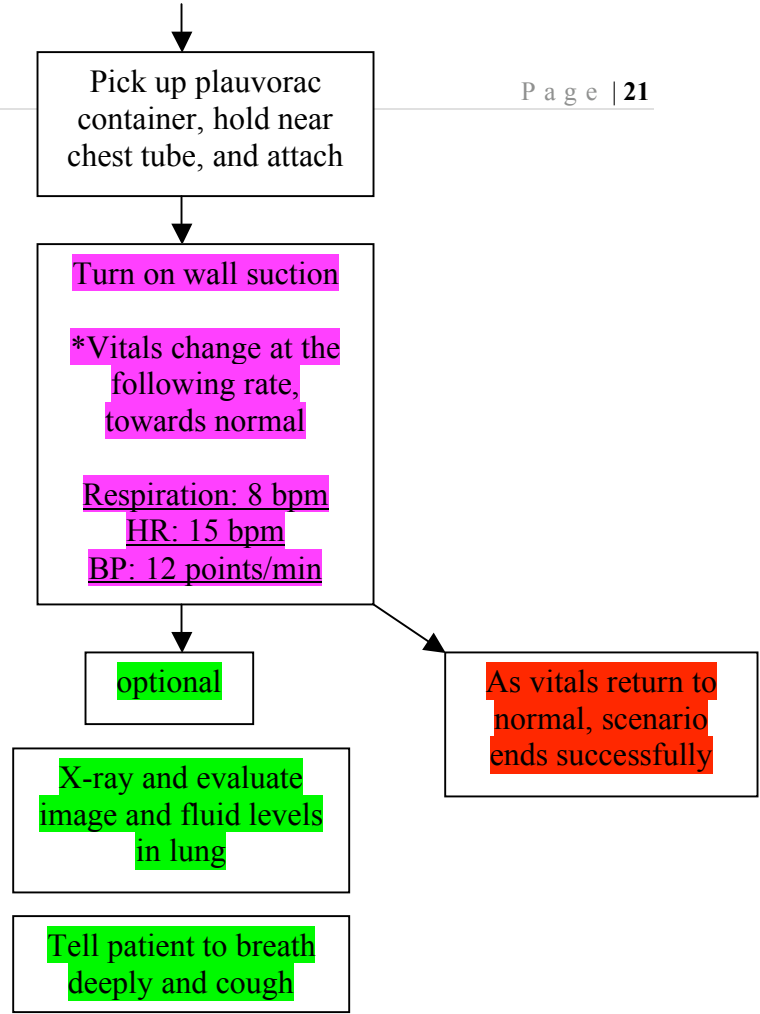 Pick up plauvorac
container, hold near
chest tube, and attach
P a g e | 21
Turn on wall suction
*Vitals change at the
following rate,
towards normal
Respiration: 8 bpm
HR: 15 bpm
BP: 12 points/min
optional
As vitals return to
normal, scenario
ends successfully
X-ray and evaluate
image and fluid levels
in lung
Tell patient to breath
deeply and cough